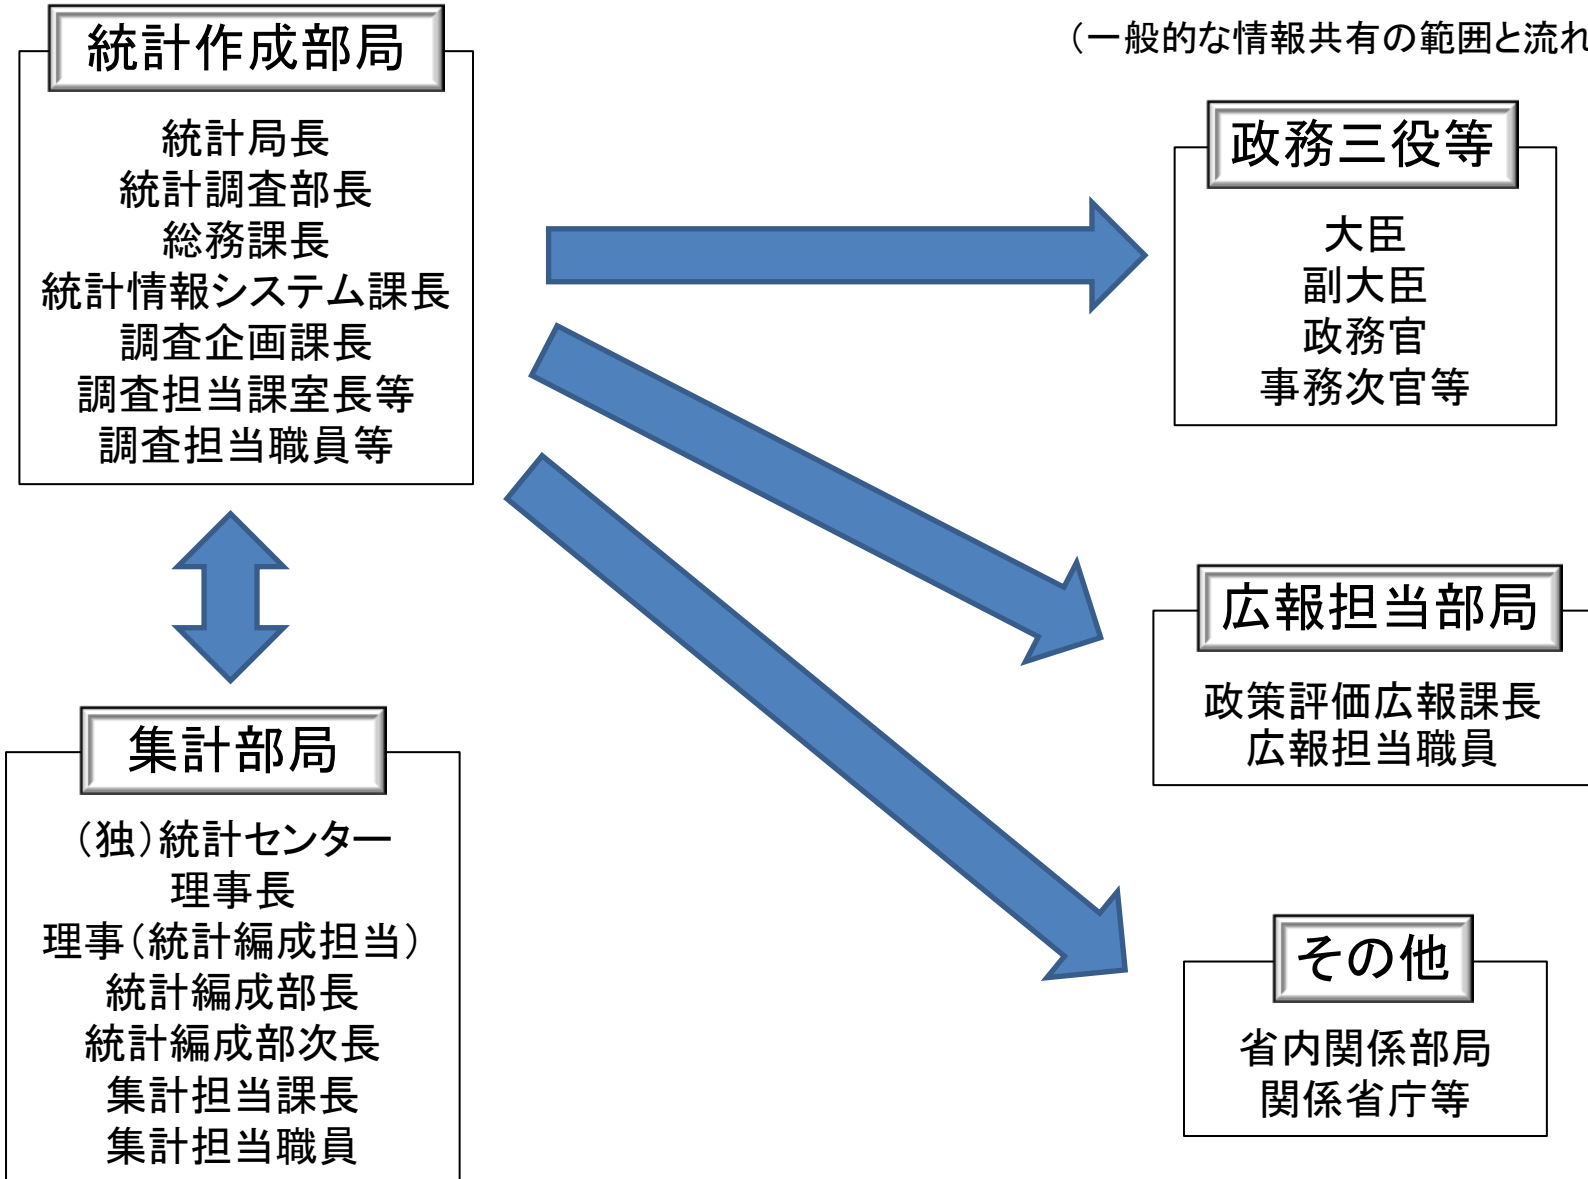 (一般的な情報共有の範囲と流れ
統計作成部局
統計局長
統計調査部長
総務課長
統計情報システム課長
調査企画課長
調査担当課室長等
調査担当職員等
集計部局
(独)統計センター
理事長
理事(統計編成担当)
統計編成部長
統計編成部次長
集計担当課長
集計担当職員
政務三役等
大臣
副大臣
政務官
事務次官等
広報担当部局
政策評価広報課長
広報担当職員
その他
省内関係部局
関係省庁等